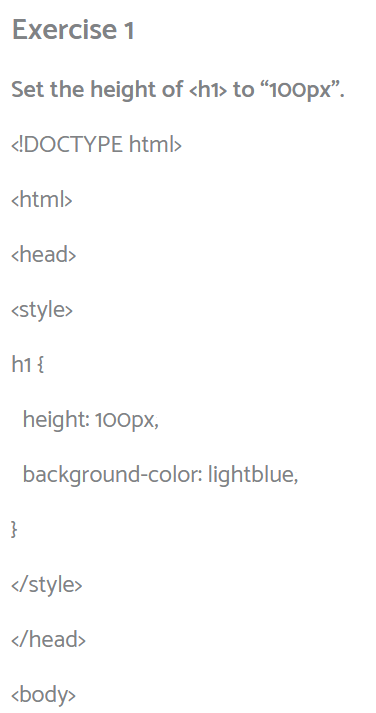 Exercise 1
Set the height of <h1> to “100px”.
<!DOCTYPE html>
<html>
<head>
<style>
h1 {
  height: 100px,
  background-color: lightblue,
}
</style>
</head>
<body>